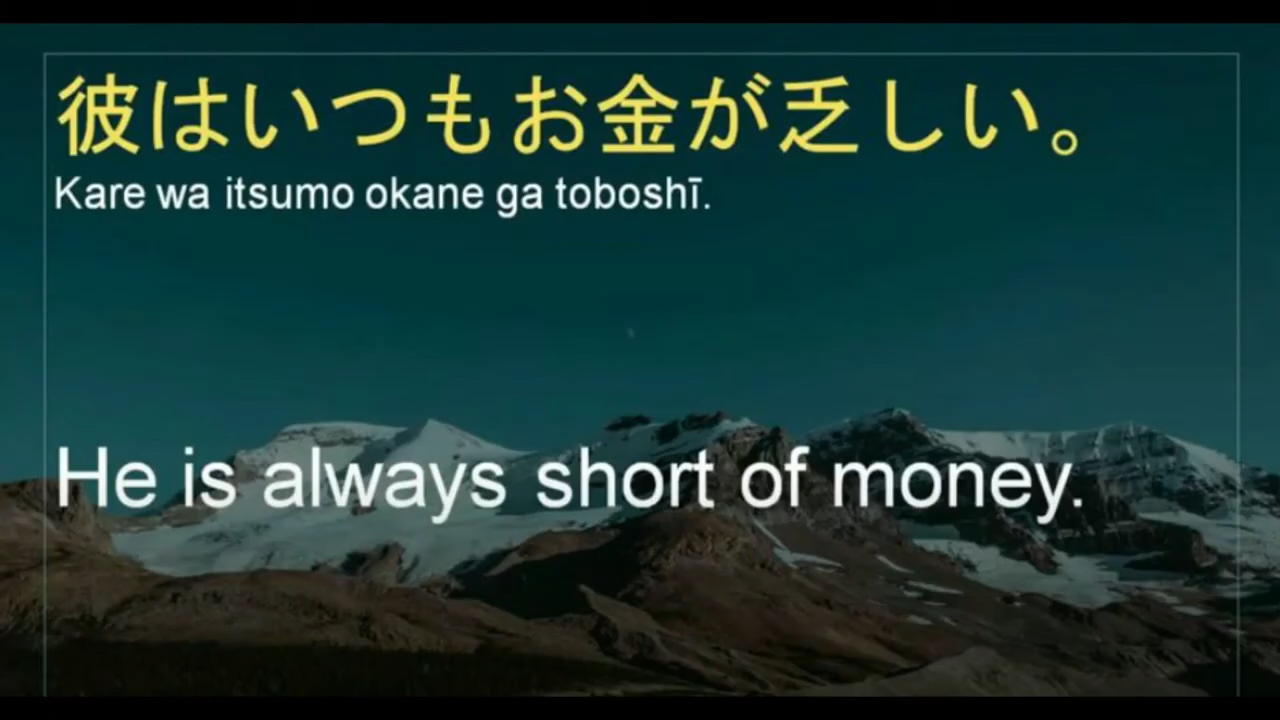 彼はいつもお金が乏しい。
Kare wa itsumo okane ga toboshī.
He is always short of money.